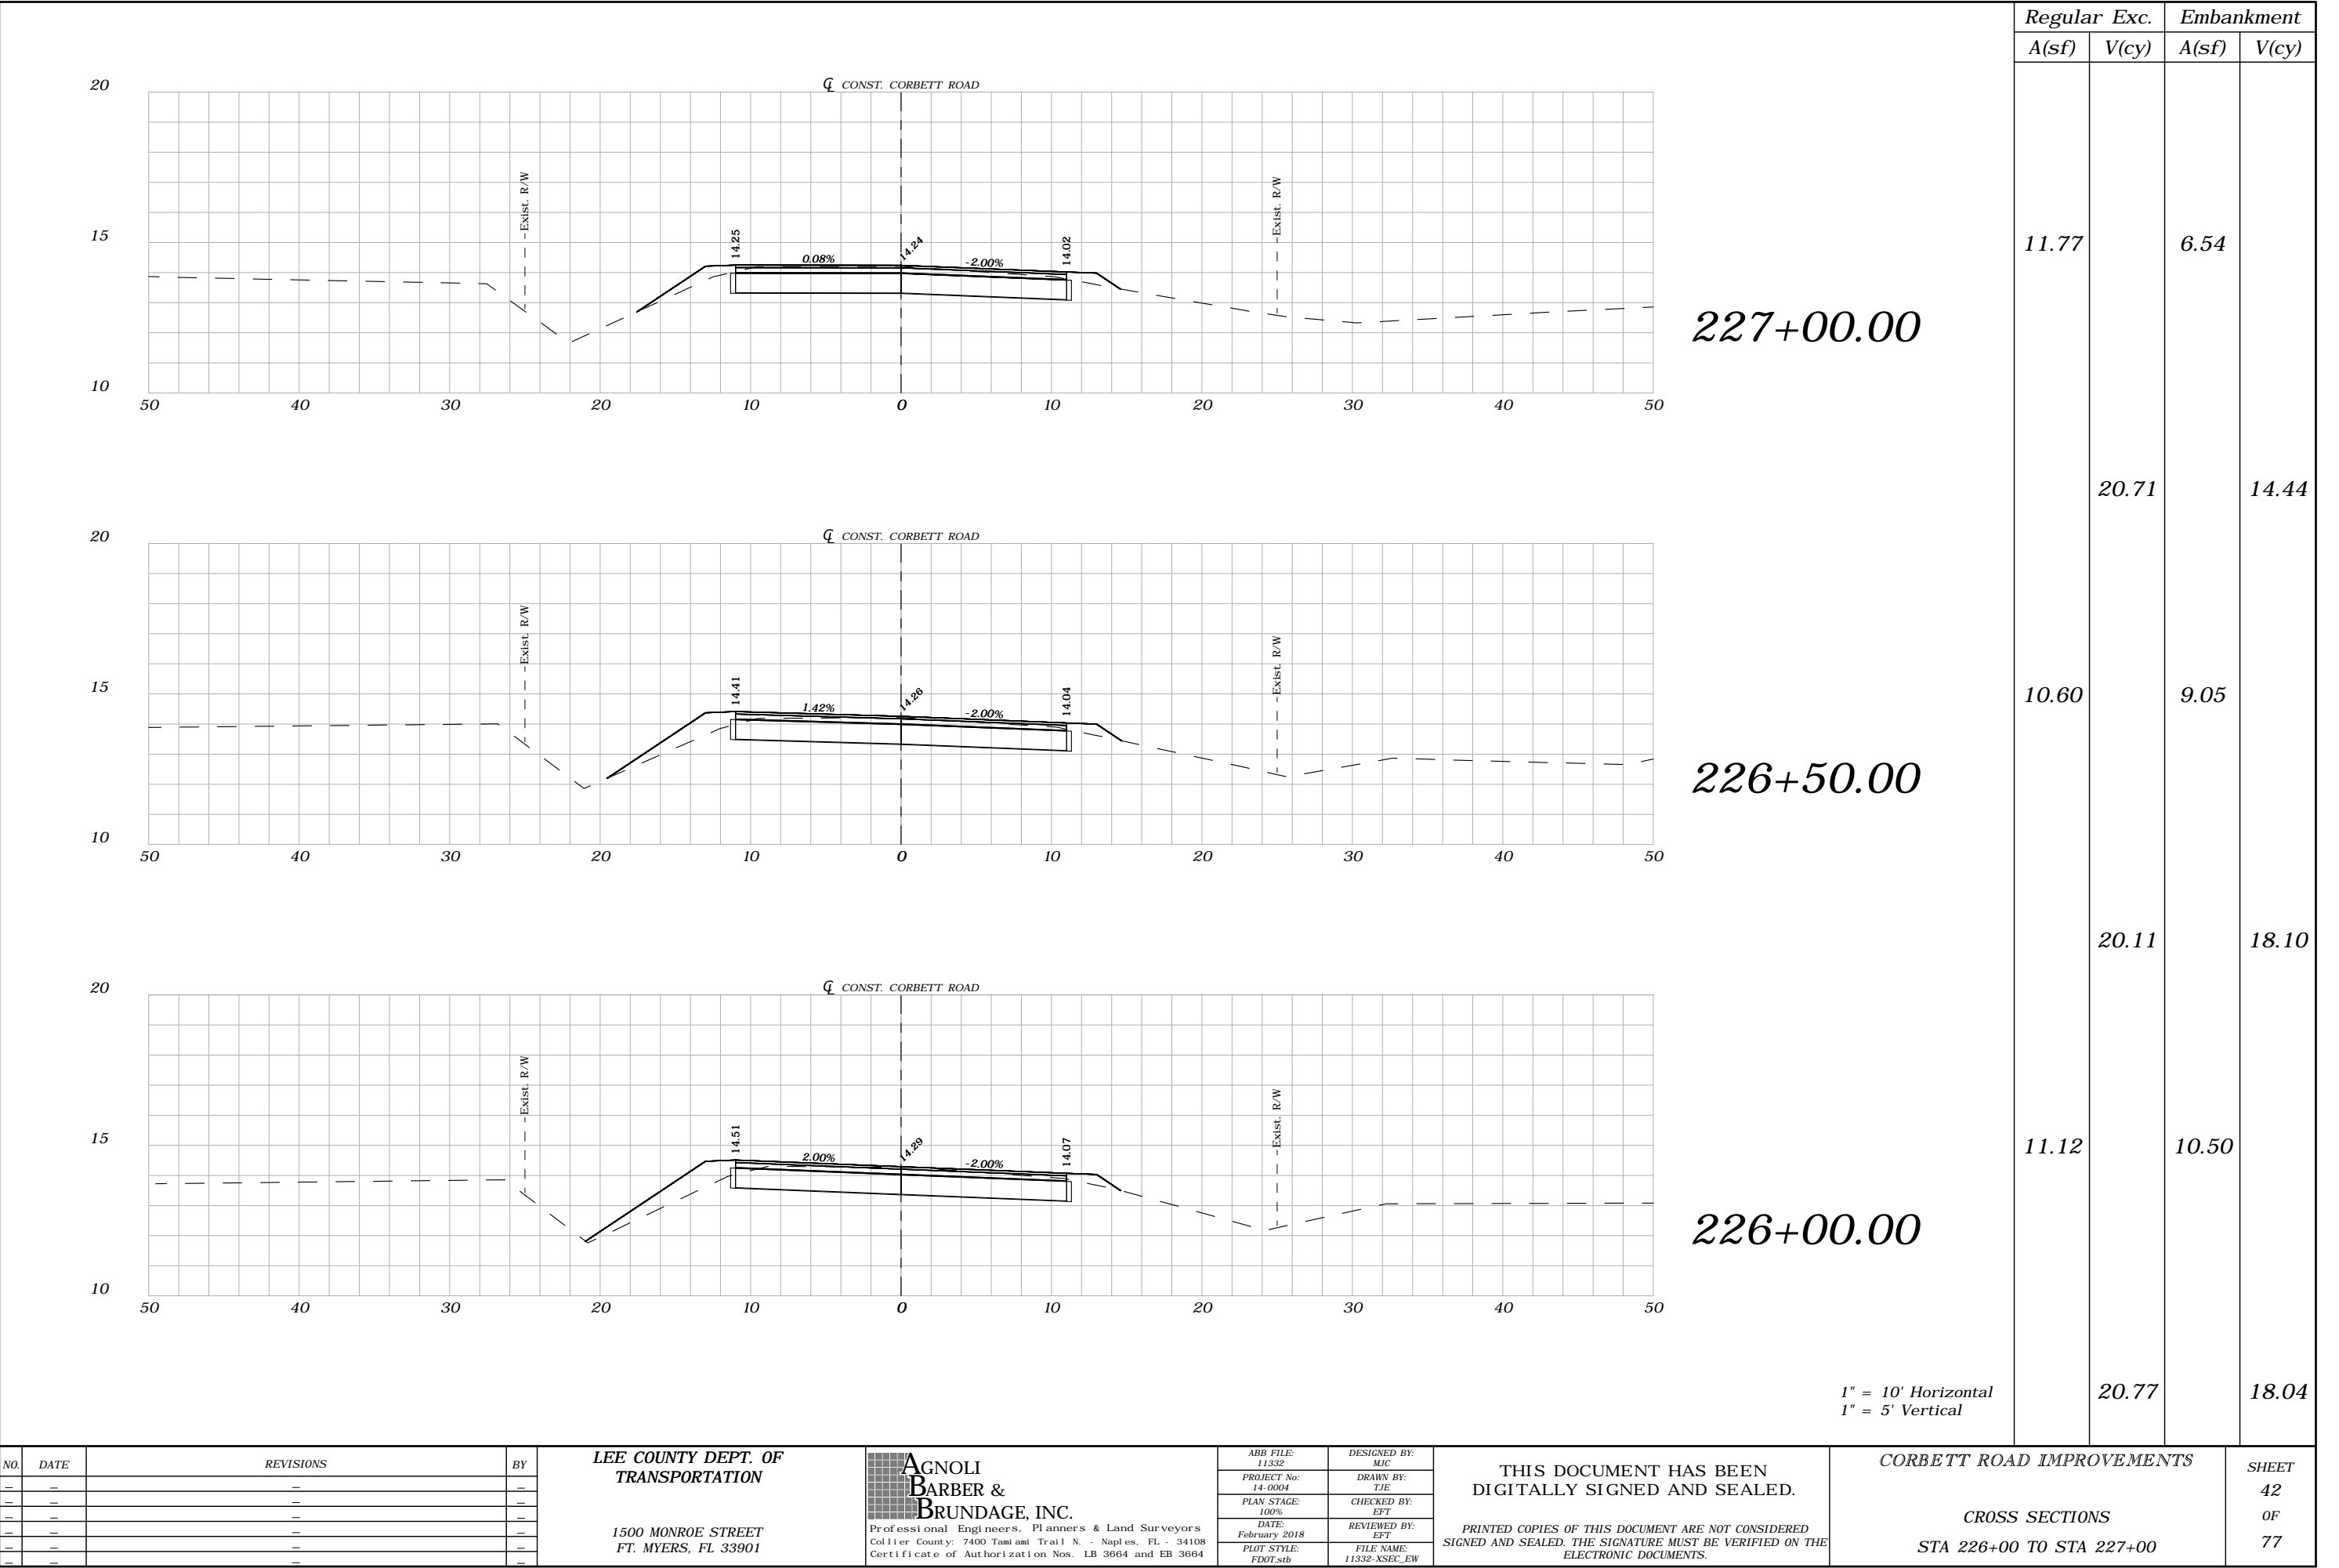 Regular Exc. Embankment
A(sf) V(cy) A(sf) V(cy)
20
℄ CONST. CORBETT ROAD
Exist. R/W
Exist. R/W
15
14.25
0.08%
14.24
-2.00%
14.02
11.77 6.54
227+00.00
10
50 40 30 20 10 0 10 20 30 40 50
20.71 14.44
20
℄ CONST. CORBETT ROAD
Exist. R/W
Exist. R/W
15
14.41
1.42%
14.26
-2.00%
14.04
10.60 9.05
226+50.00
10
50 40 30 20 10 0 10 20 30 40 50
20.11 18.10
20
℄ CONST. CORBETT ROAD
Exist. R/W
Exist. R/W
15
14.51
2.00%
14.29
-2.00%
14.07
11.12 10.50
226+00.00
10
50 40 30 20 10 0 10 20 30 40 50
1" = 10' Horizontal
1" = 5' Vertical
20.77 18.04
NO. DATE REVISIONS BY
– – – –
– – – –
– – – –
– – – –
– – – –
– – – –
LEE COUNTY DEPT. OF
TRANSPORTATION
1500 MONROE STREET
FT. MYERS, FL 33901
AGNOLI
BARBER &
BRUNDAGE, INC.
Professional Engineers, Planners & Land Surveyors
Collier County: 7400 Tamiami Trail N. - Naples, FL - 34108
Certificate of Authorization Nos. LB 3664 and EB 3664
ABB FILE:
11332
DESIGNED BY:
MJC
PROJECT No:
14-0004
DRAWN BY:
TJE
PLAN STAGE:
100%
CHECKED BY:
EFT
DATE:
February 2018
REVIEWED BY:
EFT
PLOT STYLE:
FDOT.stb
FILE NAME:
11332-XSEC_EW
THIS DOCUMENT HAS BEEN
DIGITALLY SIGNED AND SEALED.
PRINTED COPIES OF THIS DOCUMENT ARE NOT CONSIDERED
SIGNED AND SEALED. THE SIGNATURE MUST BE VERIFIED ON THE
ELECTRONIC DOCUMENTS.
CORBETT ROAD IMPROVEMENTS
CROSS SECTIONS
STA 226+00 TO STA 227+00
SHEET
42
OF
77